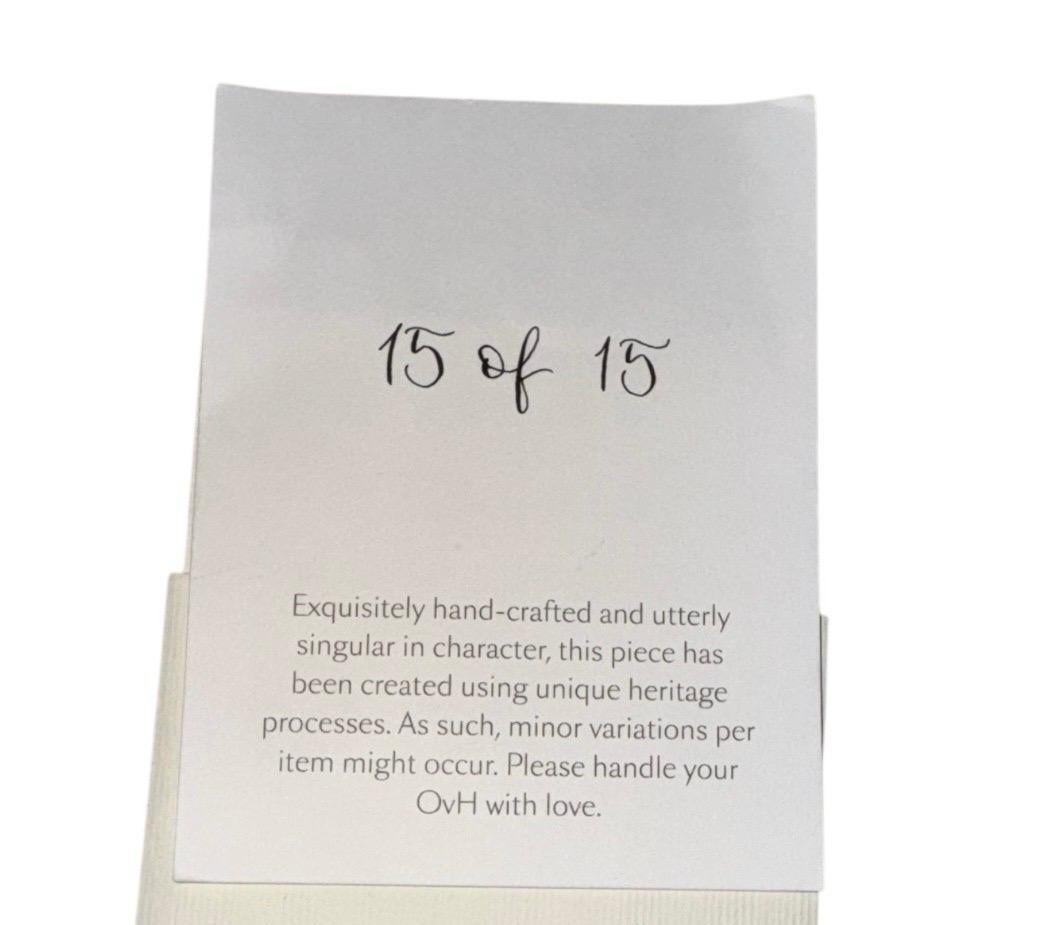 15 of 15
Exquisitely hand-crafted and utterly
singular in character, this piece has
been created using unique heritage
processes. As such, minor variations per
item might occur. Please handle your
OvH with love.